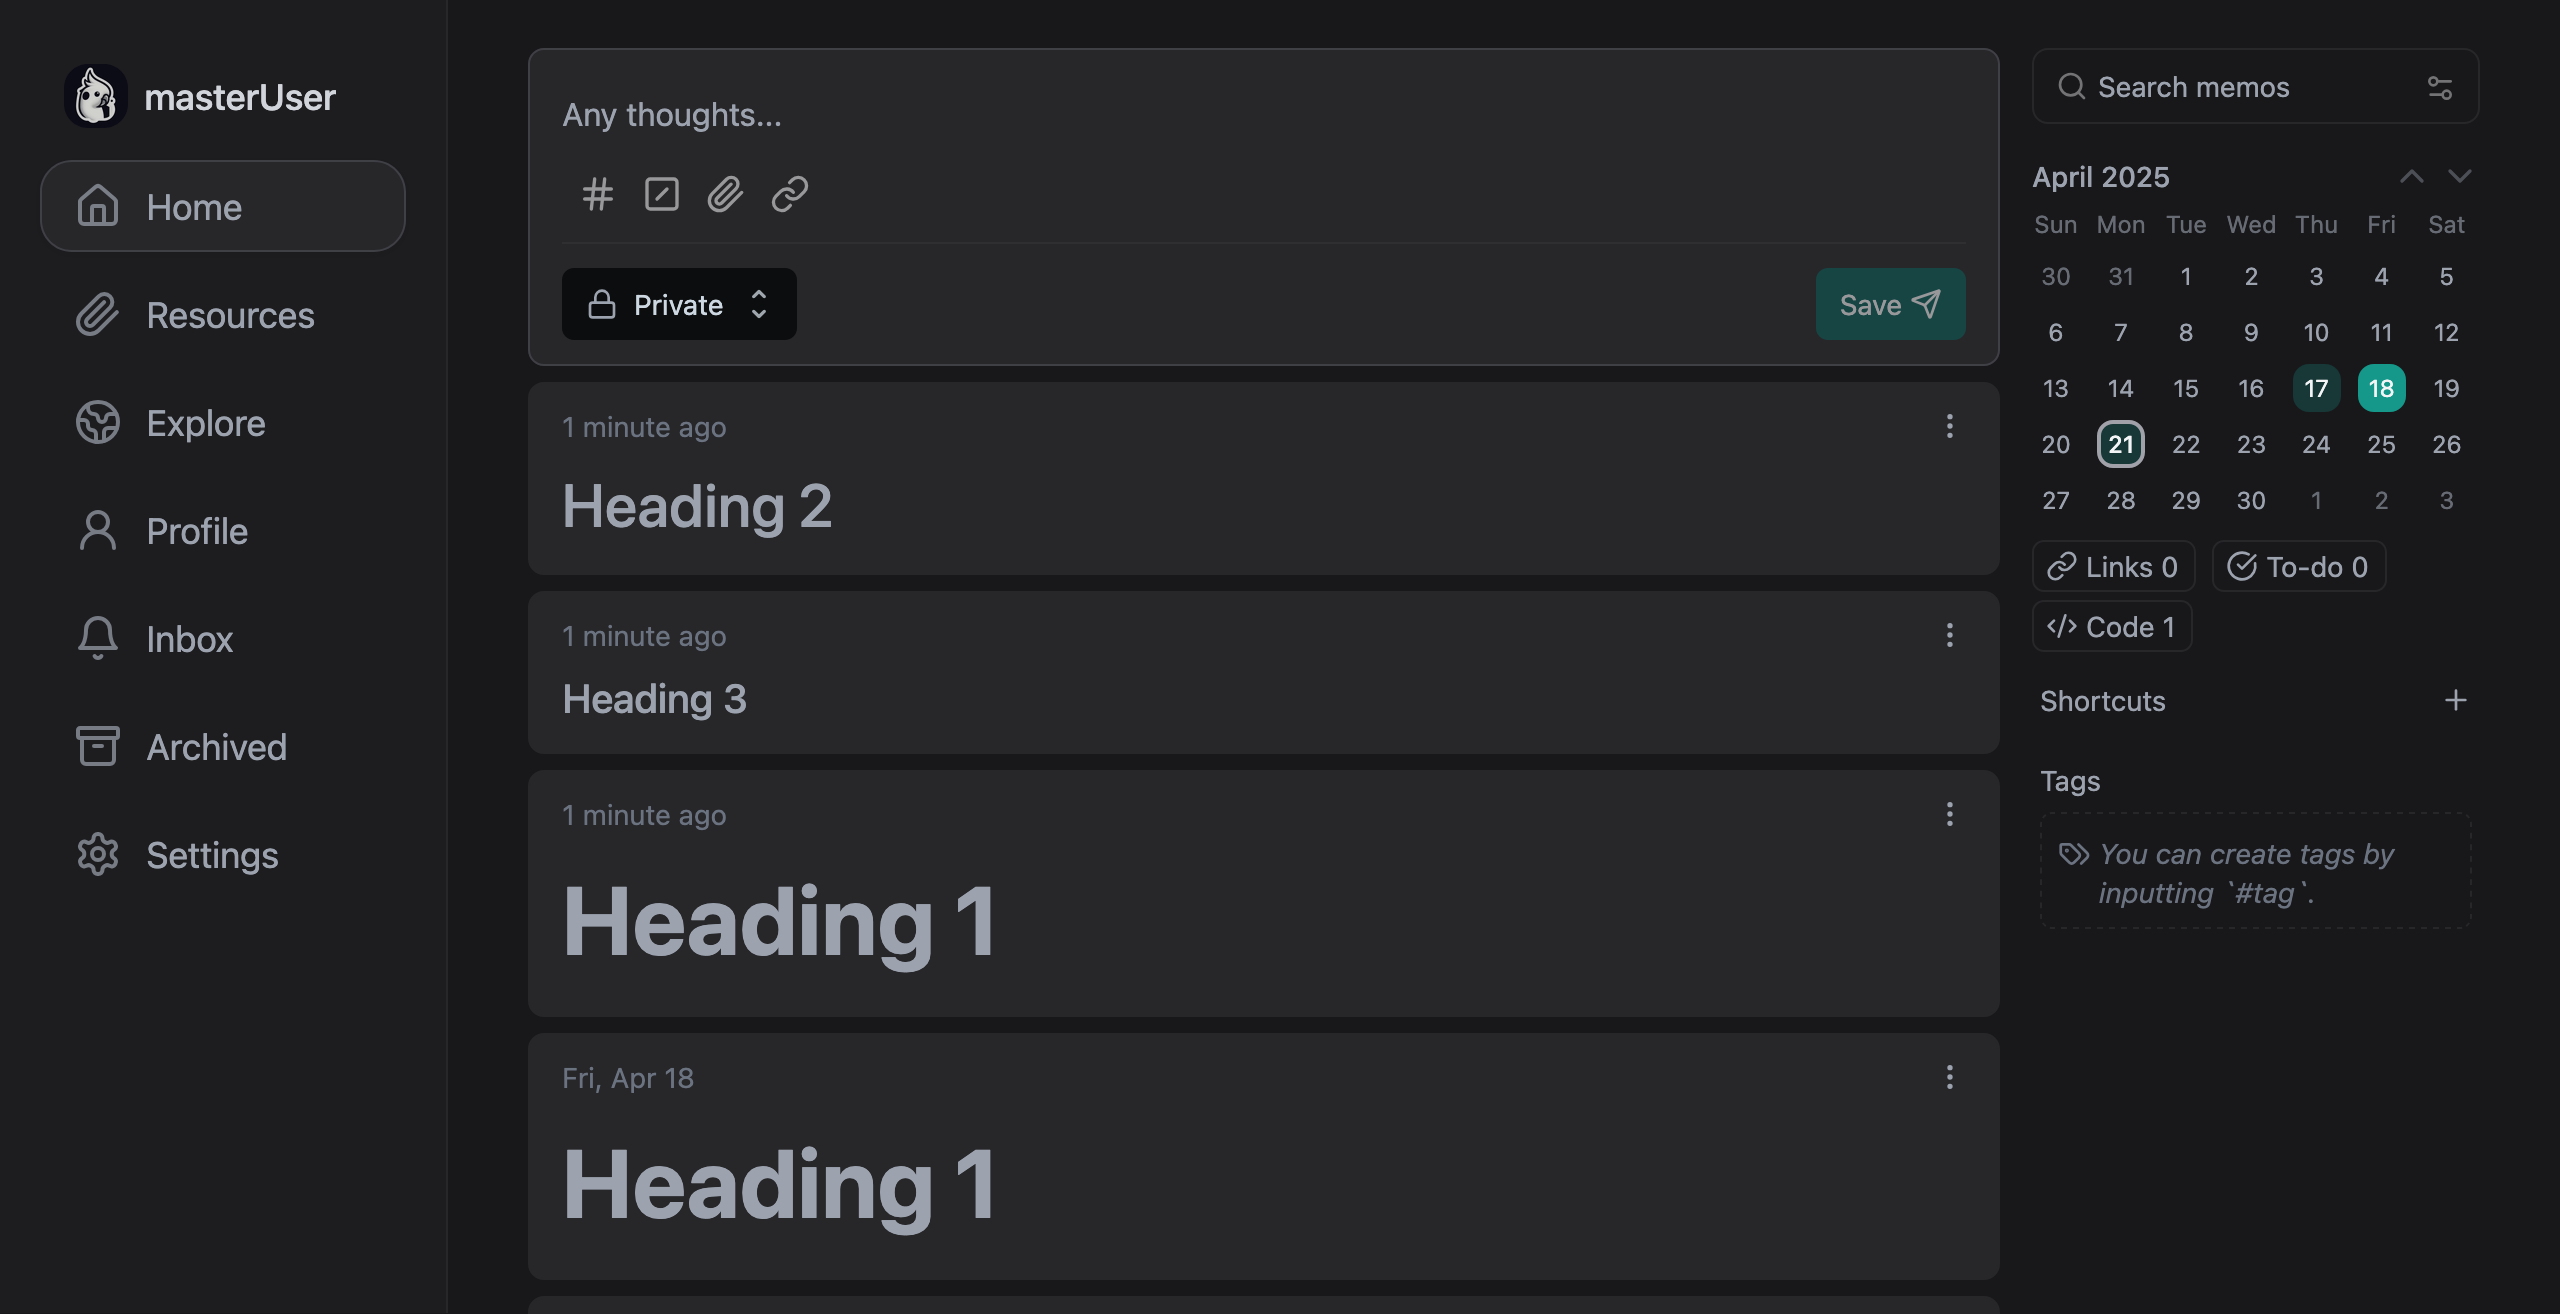 masterUser
Home
Resources
Explore
Profile
Inbox
Archived
Settings
Any thoughts...
Private
Save
1 minute ago
Heading 2
1 minute ago
Heading 3
1 minute ago
Heading 1
Fri, Apr 18
Heading 1
Search memos
April 2025
Sun Mon Tue Wed Thu Fri Sat
30 31 1 2 3 4 5
6 7 8 9 10 11 12
13 14 15 16 17 18 19
20 21 22 23 24 25 26
27 28 29 30 1 2 3
Links 0 To-do 0
Code 1
Shortcuts
Tags
You can create tags by
inputting `#tag`.